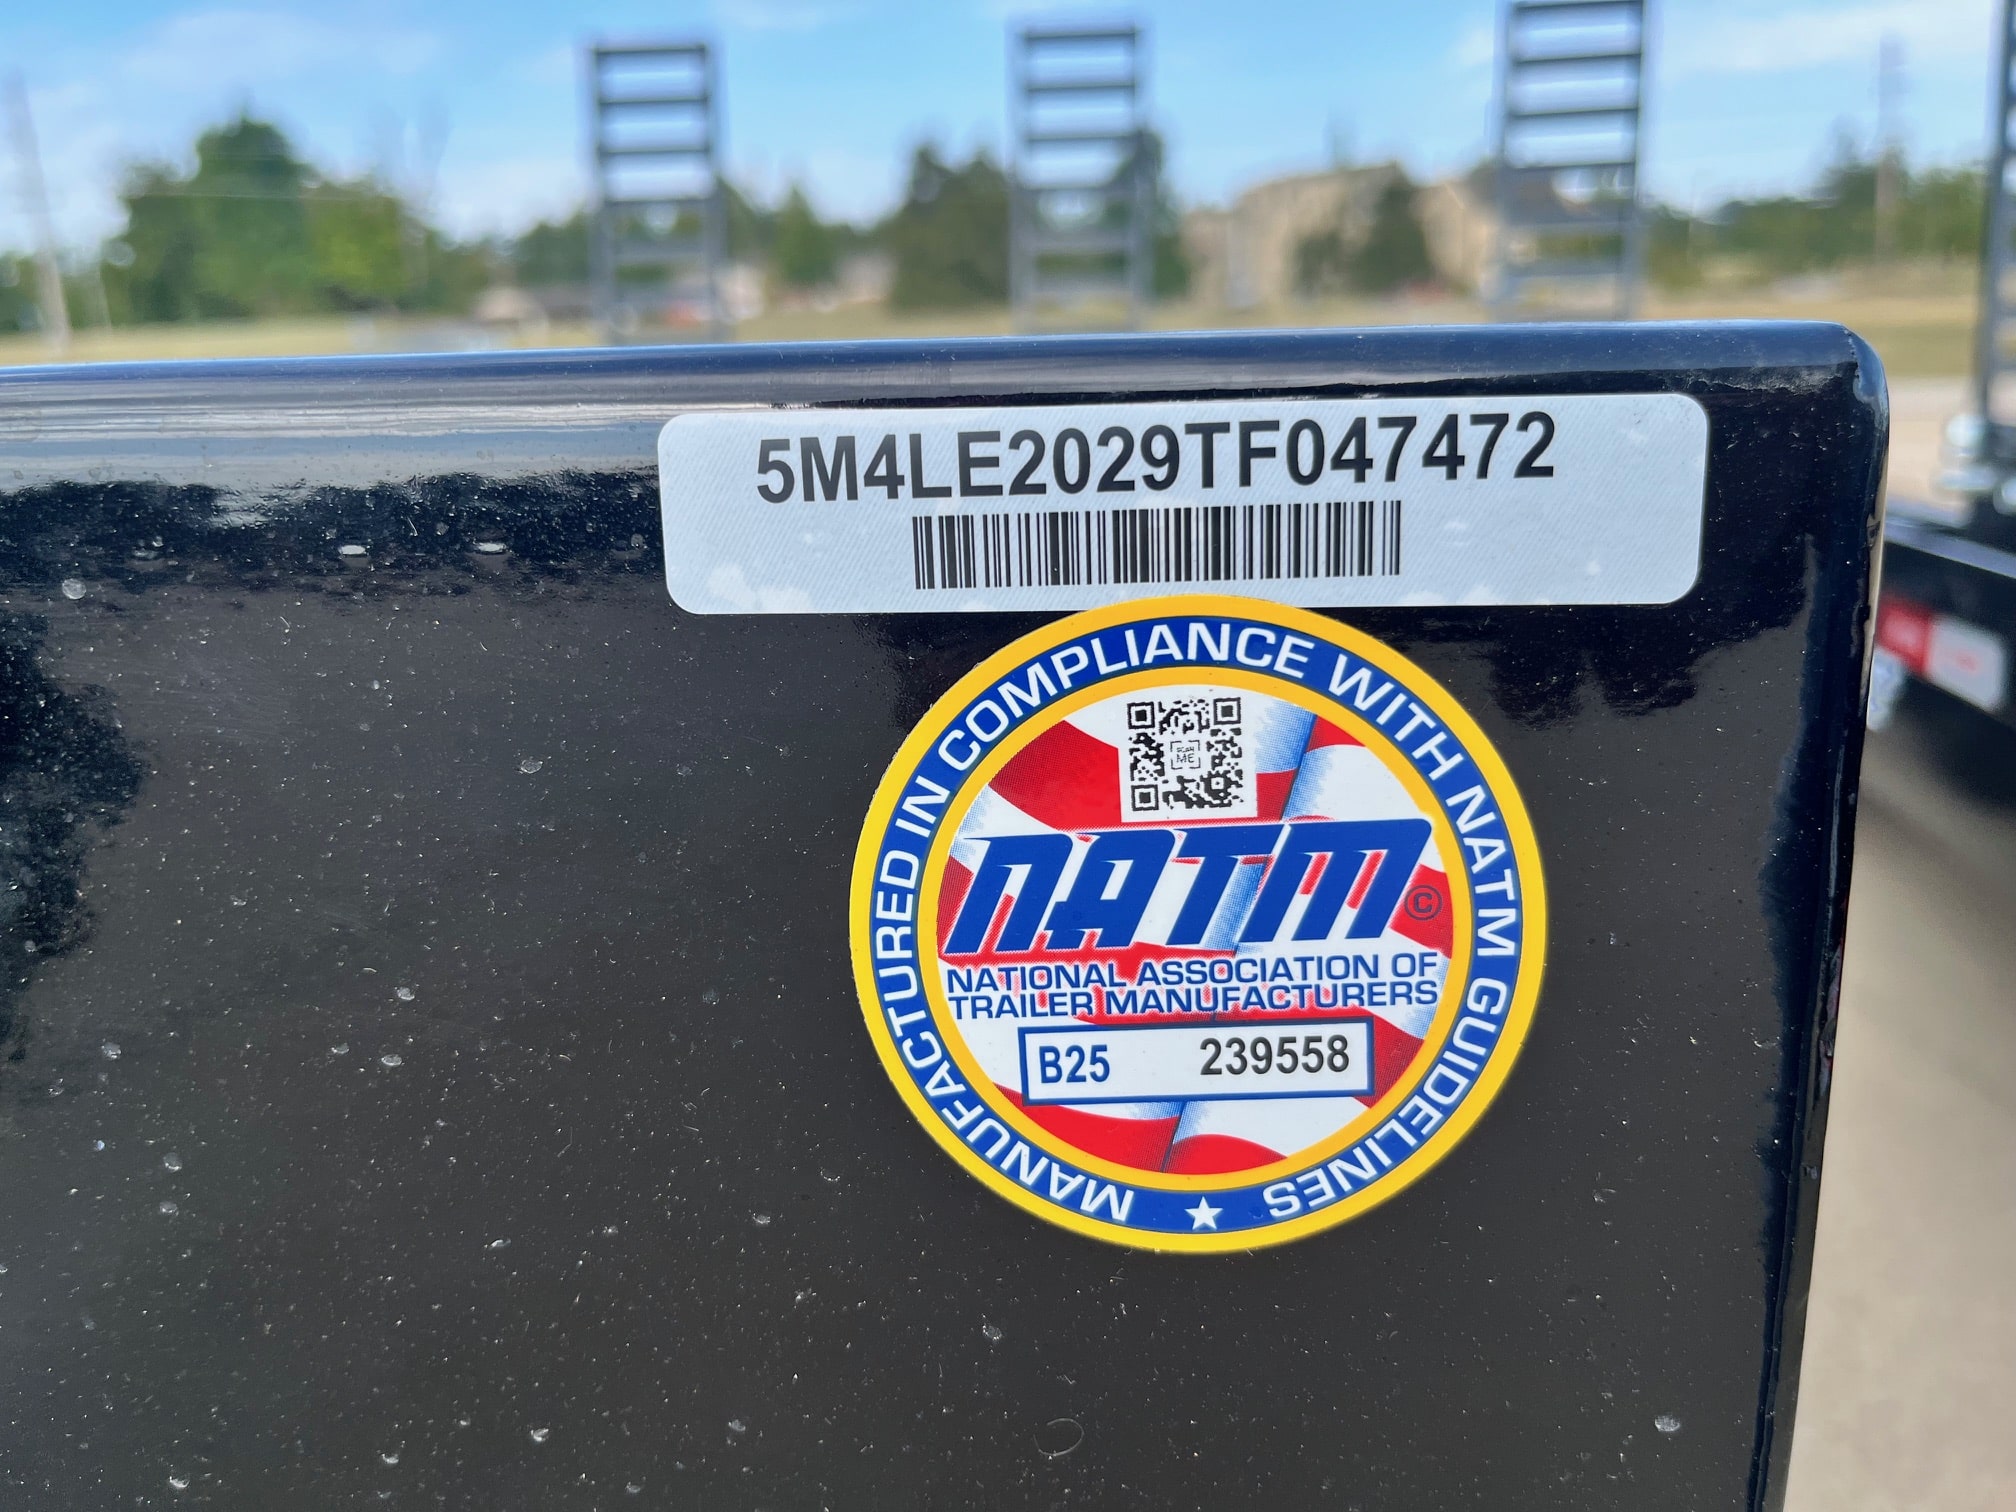 5M4LE2029TF047472
MANUFACTURED IN COMPLIANCE WITH NATM GUIDELINES
SCAN
ME
NATM©
NATIONAL ASSOCIATION OF
TRAILER MANUFACTURERS
B25 239558